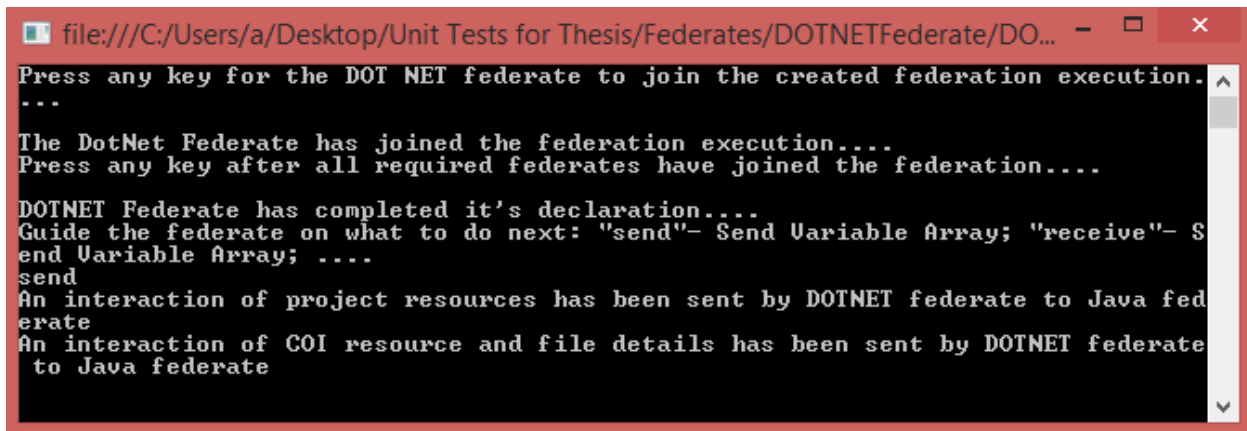 file:///C:/Users/a/Desktop/Unit Tests for Thesis/Federates/DOTNETFederate/DO...
Press any key for the DOT NET federate to join the created federation execution.
...
The DotNet Federate has joined the federation execution....
Press any key after all required federates have joined the federation....
DOTNET Federate has completed it's declaration....
Guide the federate on what to do next: "send"- Send Variable Array; "receive"- S
end Variable Array; ....
send
An interaction of project resources has been sent by DOTNET federate to Java fed
erate
An interaction of COI resource and file details has been sent by DOTNET federate
 to Java federate